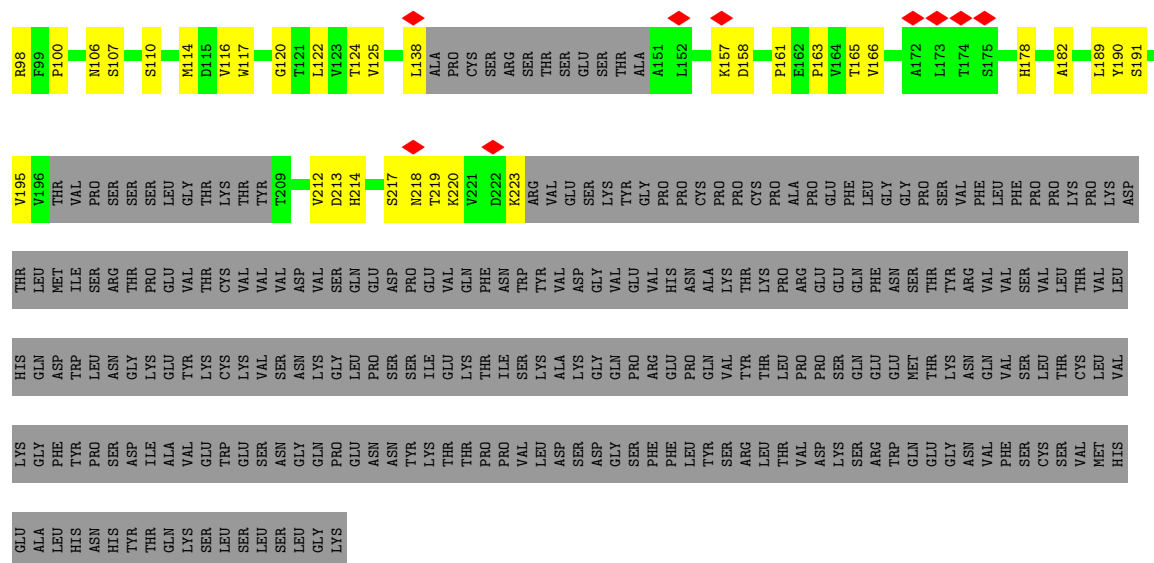 R98 F99 P100 N106 S107 S110 M114 D115 V116 W117 G120 T121 L122 V123 T124 V125 L138 ALA PRO CYS SER ARG SER THR SER GLU SER THR ALA A151 L152 K157 D158 P161 E162 P163 V164 T165 V166 A172 L173 T174 S175 H178 A182 L189 Y190 S191
V195 V196 THR VAL PRO SER SER SER LEU GLY THR LYS THR TYR T209 V212 D213 H214 S217 N218 T219 K220 V221 D222 K223 ARG VAL GLU SER LYS TYR GLY PRO PRO CYS PRO PRO CYS PRO ALA PRO GLU PHE LEU GLY GLY PRO SER VAL PHE LEU PHE PRO PRO LYS PRO LYS ASP
THR LEU MET ILE SER ARG THR PRO GLU VAL THR CYS VAL VAL VAL ASP VAL SER GLN GLU ASP PRO GLU VAL GLN PHE ASN TRP TYR VAL ASP GLY VAL GLU VAL HIS ASN ALA LYS THR LYS PRO ARG GLU GLU GLN PHE ASN SER THR TYR ARG VAL VAL SER VAL LEU THR VAL LEU
HIS GLN ASP TRP LEU ASN GLY LYS GLU TYR LYS CYS LYS VAL SER ASN LYS GLY LEU PRO SER SER ILE GLU LYS THR ILE SER LYS ALA LYS GLY GLN PRO ARG GLU PRO GLN VAL TYR THR LEU PRO PRO SER GLN GLU GLU MET THR LYS ASN GLN VAL SER LEU THR CYS LEU VAL
LYS GLY PHE TYR PRO SER ASP ILE ALA VAL GLU TRP GLU SER ASN GLY GLN PRO GLU ASN ASN TYR LYS THR THR PRO PRO VAL LEU ASP SER ASP GLY SER PHE PHE LEU TYR SER ARG LEU THR VAL ASP LYS SER ARG TRP GLN GLU GLY ASN VAL PHE SER CYS SER VAL MET HIS
GLU ALA LEU HIS ASN HIS TYR THR GLN LYS SER LEU SER LEU SER LEU GLY LYS